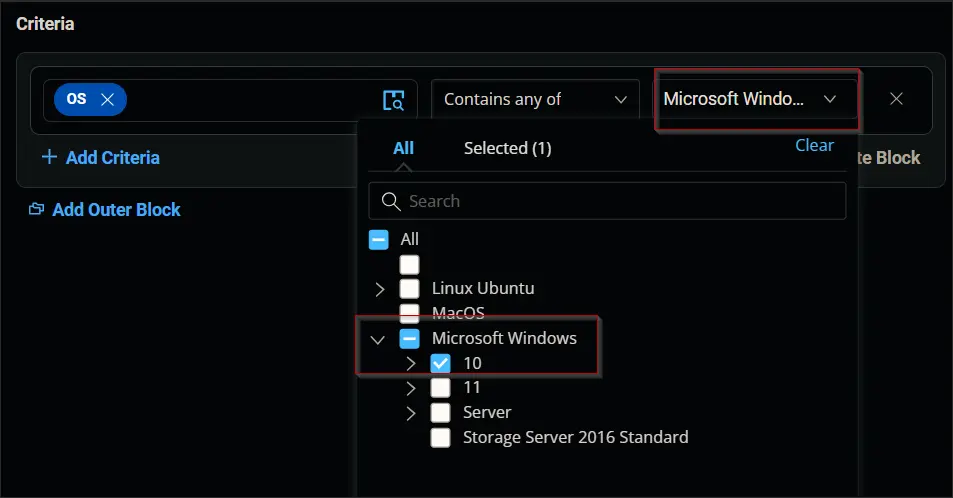 Criteria
OS
Contains any of
Microsoft Windo...
Add Criteria
te Block
Add Outer Block
All
Selected (1)
Clear
Search
All
Linux Ubuntu
MacOS
Microsoft Windows
10
11
Server
Storage Server 2016 Standard